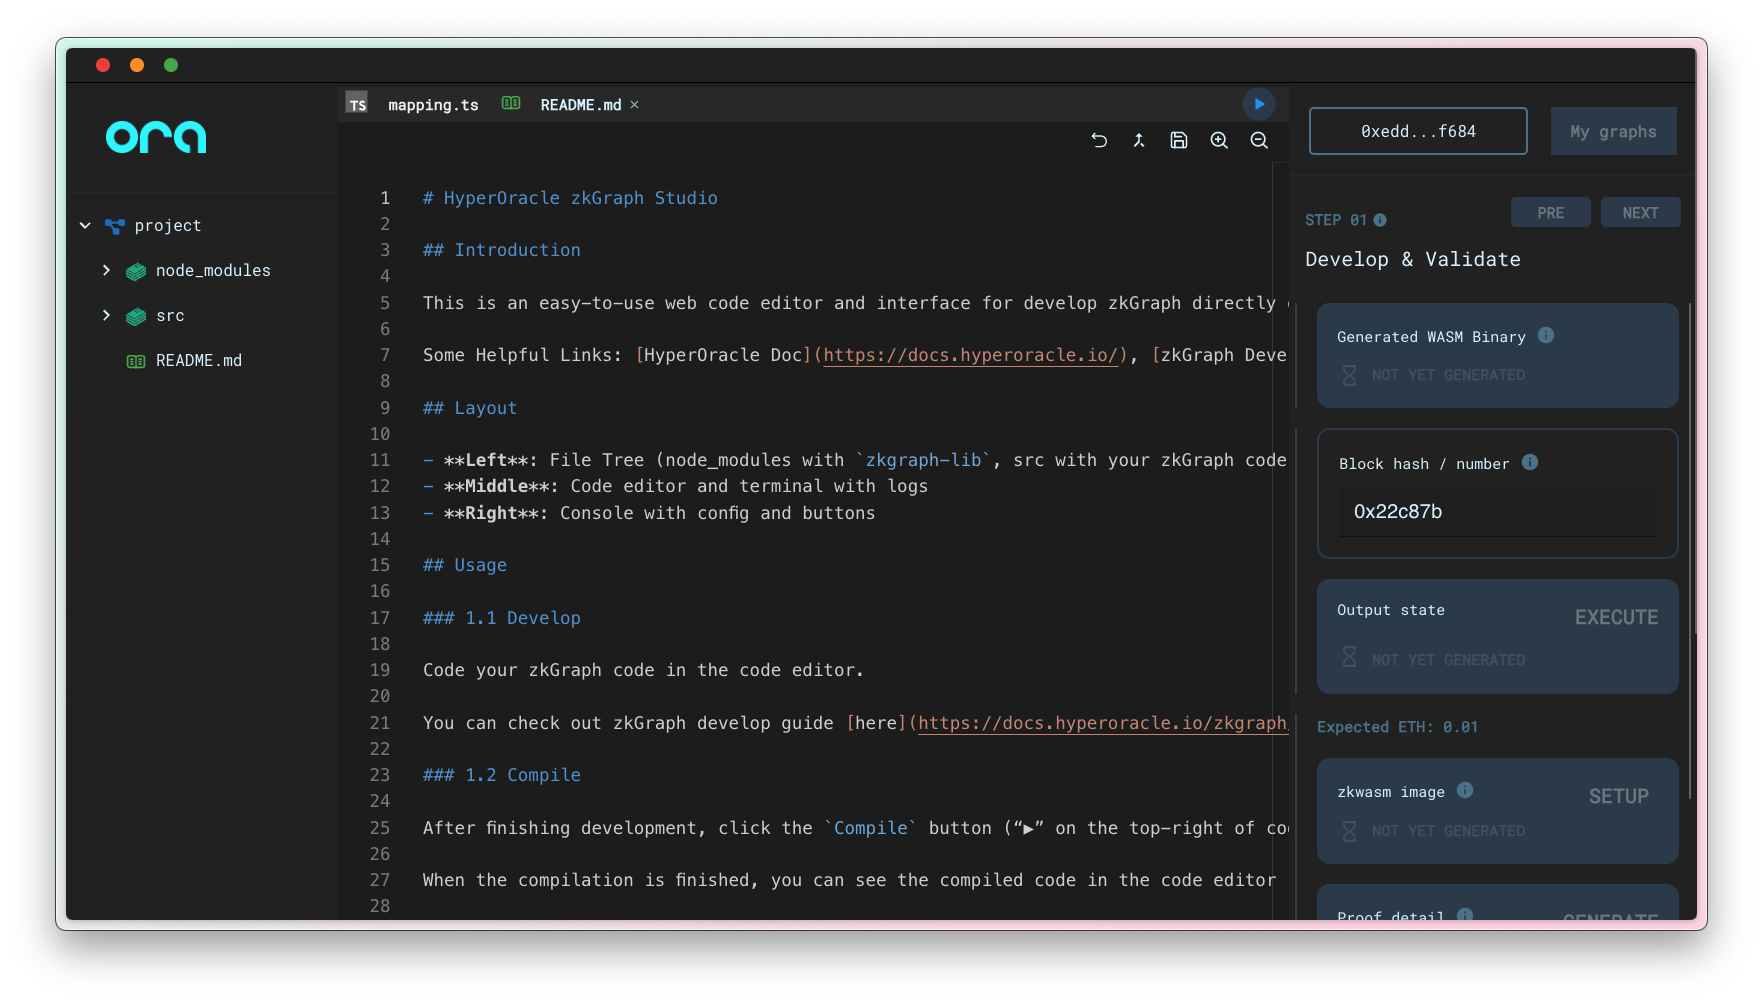 ora
project
node_modules
src
README.md
TS mapping.ts README.md ×
1 # HyperOracle zkGraph Studio
2
3 ## Introduction
4
5 This is an easy-to-use web code editor and interface for develop zkGraph directly
6
7 Some Helpful Links: [HyperOracle Doc](https://docs.hyperoracle.io/), [zkGraph Deve
8
9 ## Layout
10
11 - **Left**: File Tree (node_modules with `zkgraph-lib`, src with your zkGraph code
12 - **Middle**: Code editor and terminal with logs
13 - **Right**: Console with config and buttons
14
15 ## Usage
16
17 ### 1.1 Develop
18
19 Code your zkGraph code in the code editor.
20
21 You can check out zkGraph develop guide [here](https://docs.hyperoracle.io/zkgraph
22
23 ### 1.2 Compile
24
25 After finishing development, click the `Compile` button (“▶” on the top-right of co
26
27 When the compilation is finished, you can see the compiled code in the code editor
28
0xedd...f684 My graphs
STEP 01 PRE NEXT
Develop & Validate
Generated WASM Binary
NOT YET GENERATED
Block hash / number
0x22c87b
Output state EXECUTE
NOT YET GENERATED
Expected ETH: 0.01
zkwasm image SETUP
NOT YET GENERATED
Proof detail GENERATE